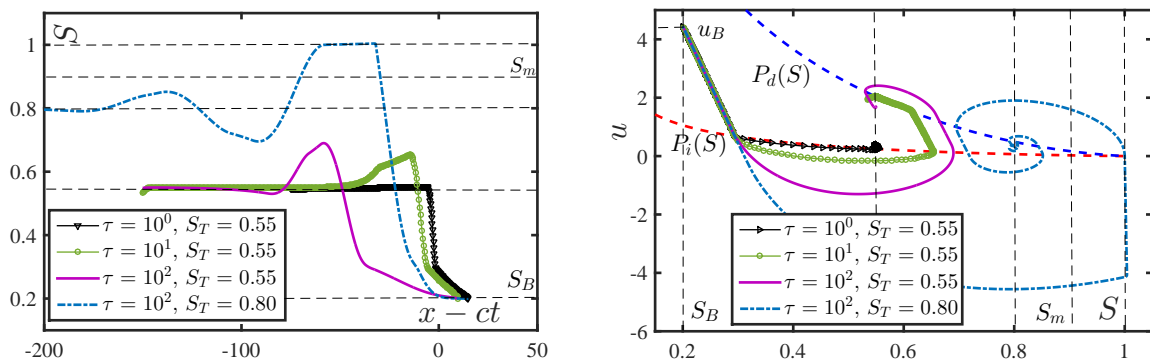 S
1
0.8
0.6
0.4
0.2
S_m
S_B
τ = 10^0, S_T = 0.55
τ = 10^1, S_T = 0.55
τ = 10^2, S_T = 0.55
τ = 10^2, S_T = 0.80
x − ct
-200
-100
0
50
u
4
2
0
-2
-4
-6
u_B
P_d(S)
P_i(S)
τ = 10^0, S_T = 0.55
τ = 10^1, S_T = 0.55
τ = 10^2, S_T = 0.55
τ = 10^2, S_T = 0.80
S_B
S_m
S
0.2
0.4
0.6
0.8
1.0